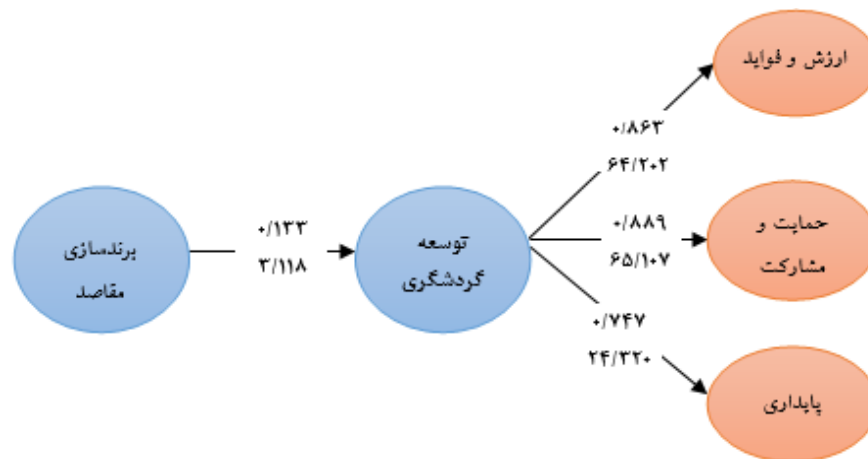 ارزش و فواید
۰/۸۶۳
۶۴/۲۰۲
برندسازی
مقاصد
۰/۱۳۳
۳/۱۱۸
توسعه
گردشگری
۰/۸۸۹
۶۵/۱۰۷
حمایت و
مشارکت
۰/۷۴۷
۲۴/۳۲۰
پایداری